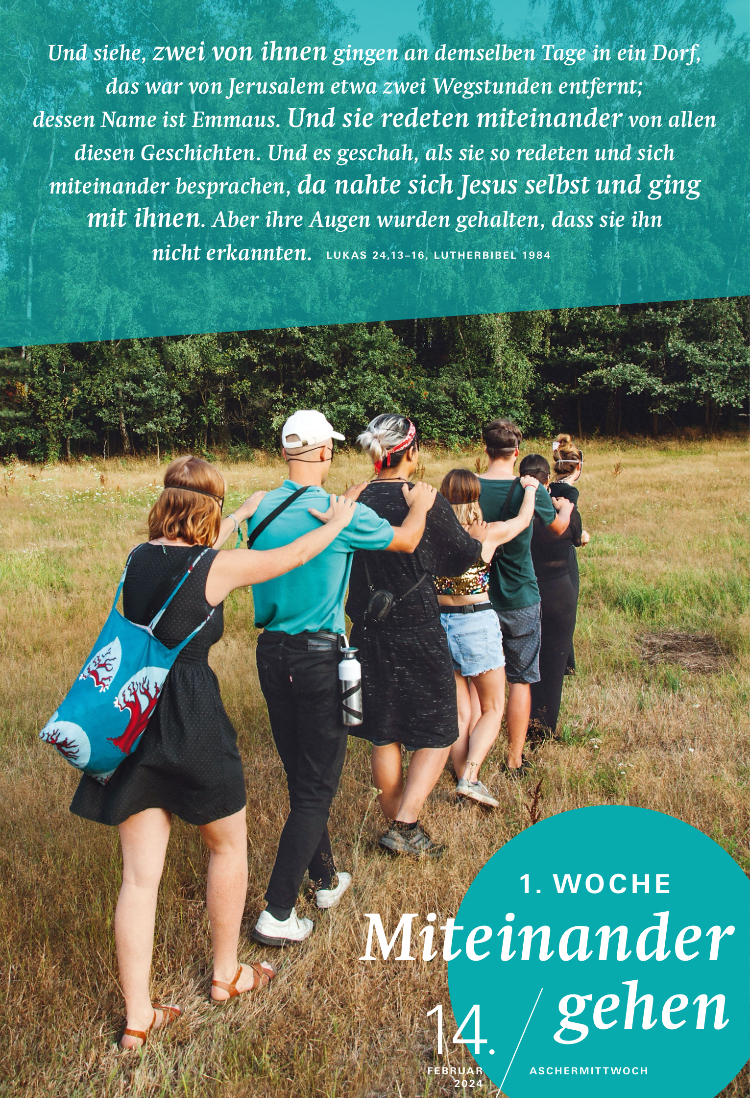 Und siehe, zwei von ihnen gingen an demselben Tage in ein Dorf,
das war von Jerusalem etwa zwei Wegstunden entfernt;
dessen Name ist Emmaus. Und sie redeten miteinander von allen
diesen Geschichten. Und es geschah, als sie so redeten und sich
miteinander besprachen, da nahte sich Jesus selbst und ging
mit ihnen. Aber ihre Augen wurden gehalten, dass sie ihn
nicht erkannten. LUKAS 24,13–16, LUTHERBIBEL 1984
1. WOCHE
Miteinander
gehen
14.
FEBRUAR
2024
ASCHERMITTWOCH